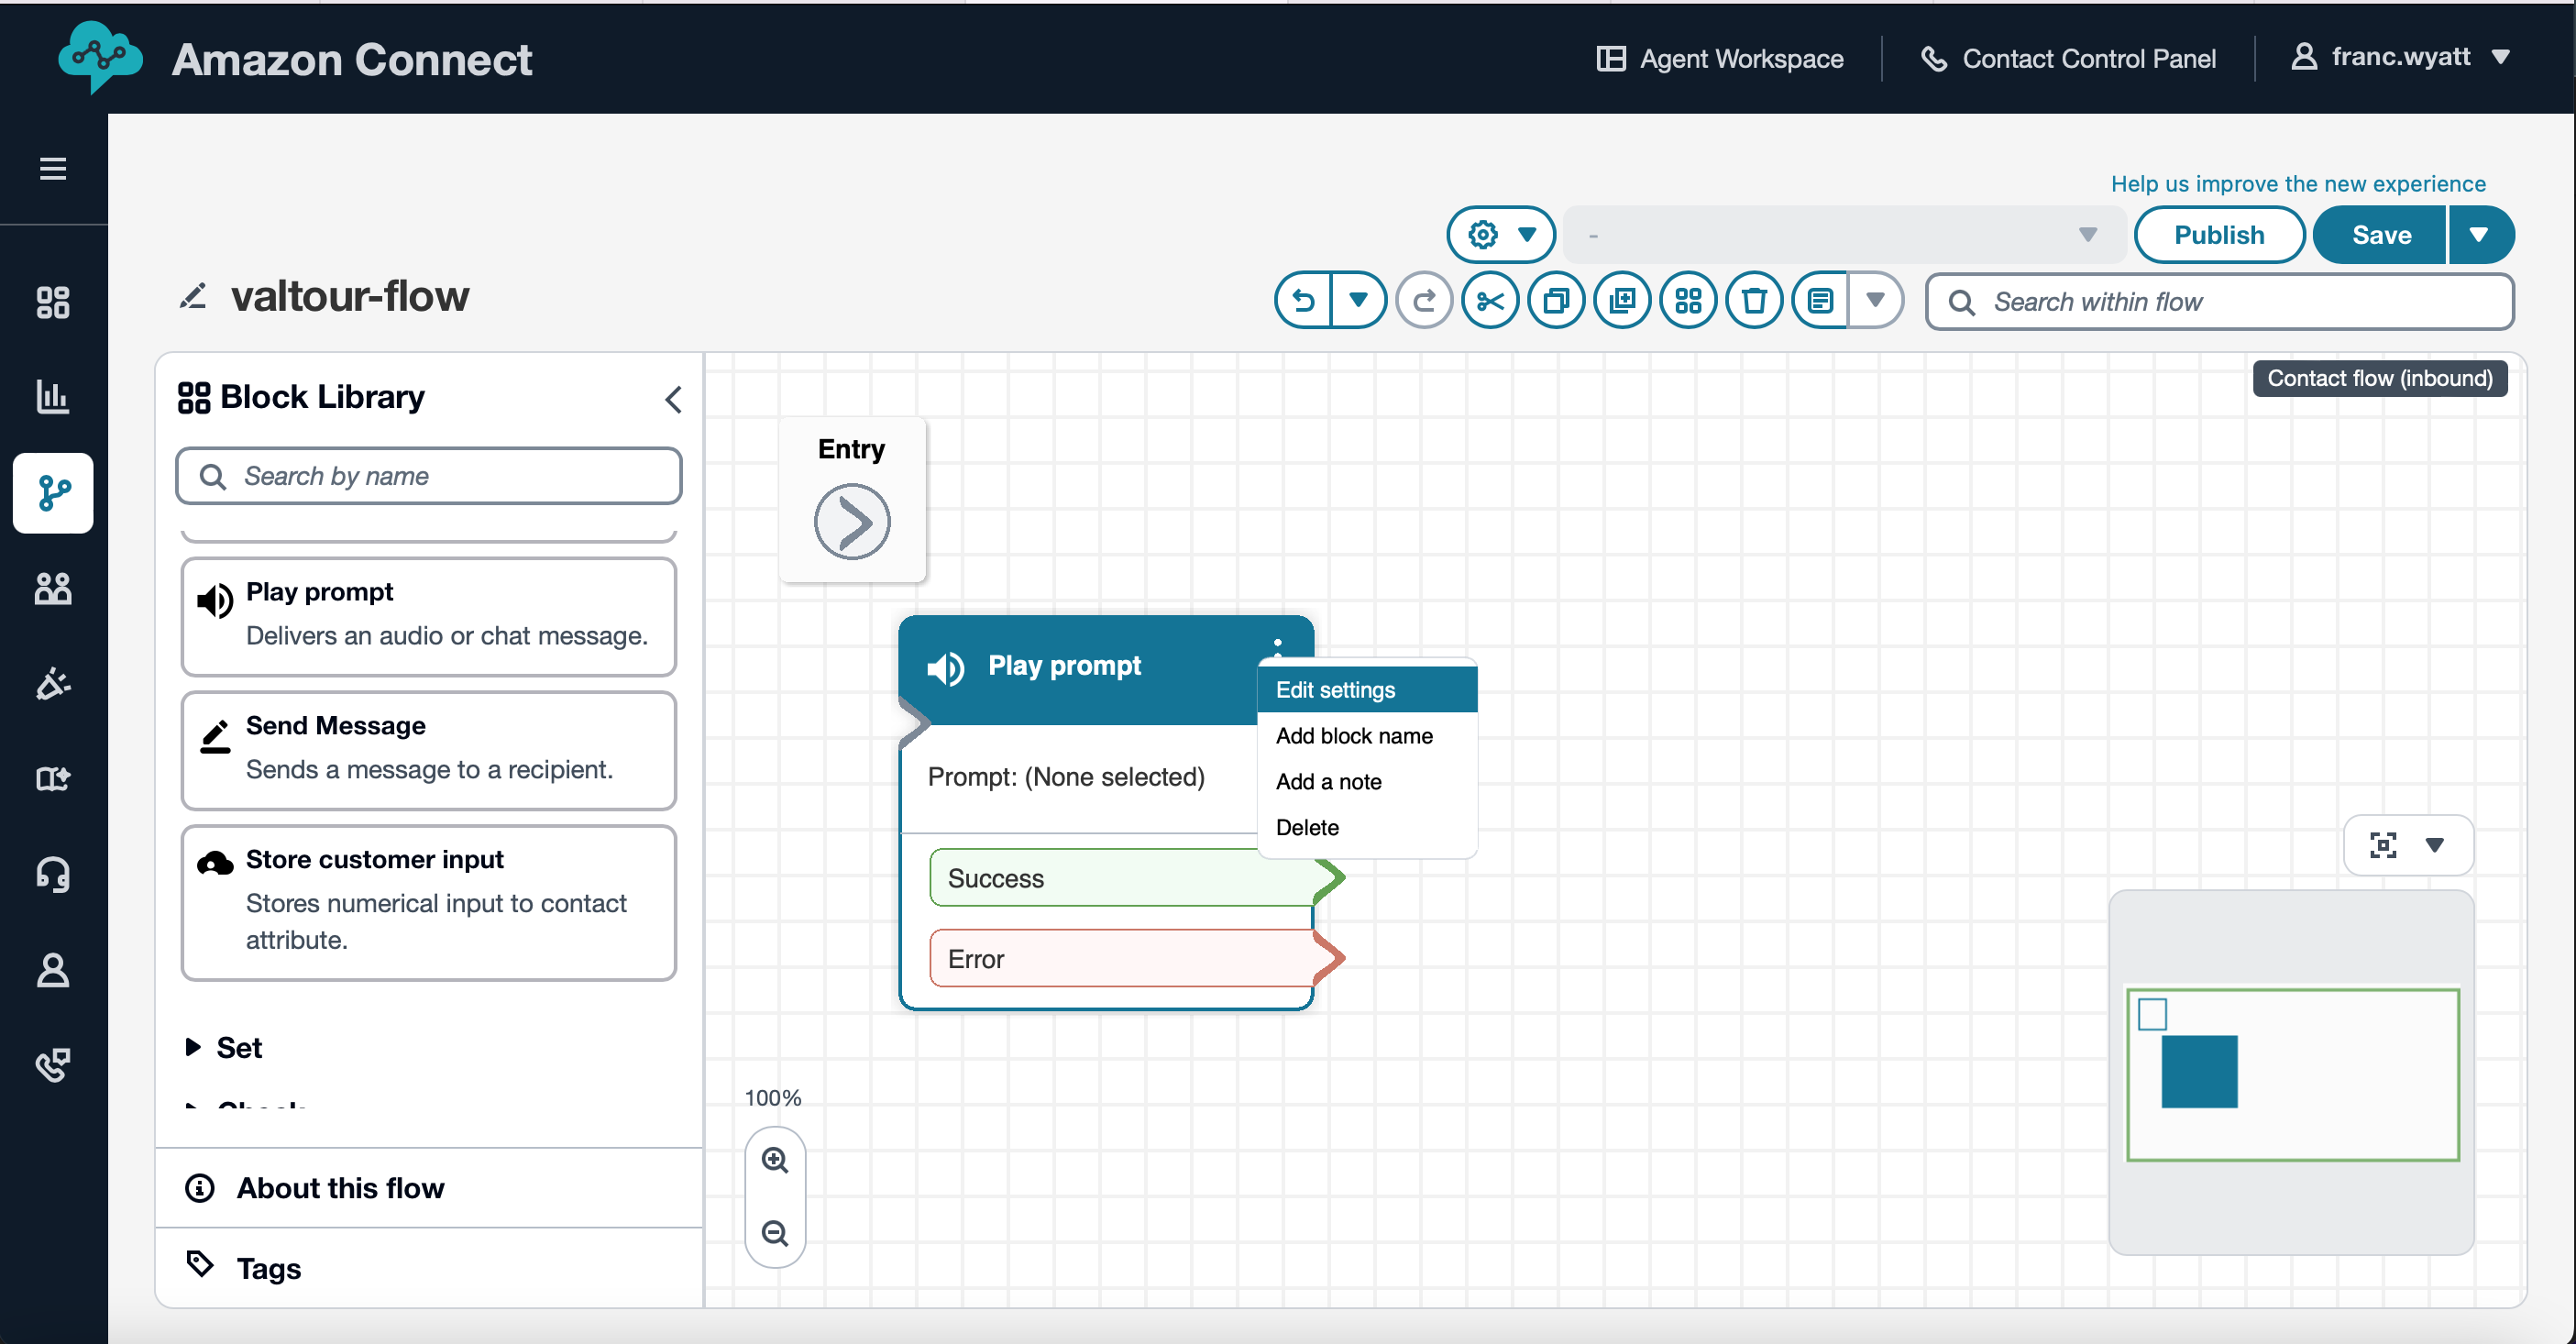 Amazon Connect
Agent Workspace
Contact Control Panel
franc.wyatt
Help us improve the new experience
-
Publish
Save
valtour-flow
Search within flow
Block Library
Search by name
Play prompt
Delivers an audio or chat message.
Send Message
Sends a message to a recipient.
Store customer input
Stores numerical input to contact
attribute.
Set
About this flow
Tags
Contact flow (inbound)
Entry
Play prompt
Prompt: (None selected)
Success
Error
Edit settings
Add block name
Add a note
Delete
100%